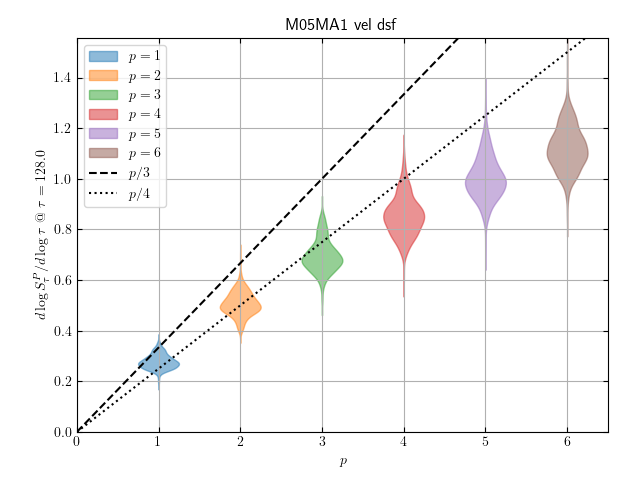 M05MA1 vel dsf
d log S_τ^P / d log τ @ τ = 128.0
1.4
1.2
1.0
0.8
0.6
0.4
0.2
0.0
p = 1
p = 2
p = 3
p = 4
p = 5
p = 6
p/3
p/4
0 1 2 3 4 5 6
p